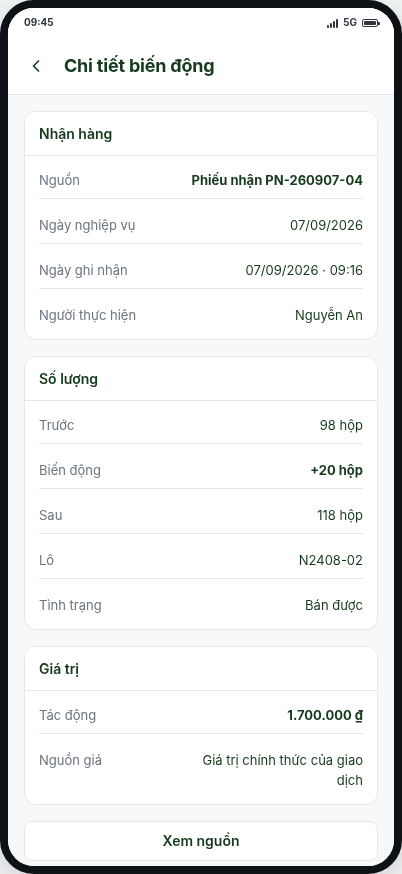 09:45
5G
Chi tiết biến động
Nhận hàng
Nguồn Phiếu nhận PN-260907-04
Ngày nghiệp vụ 07/09/2026
Ngày ghi nhận 07/09/2026 · 09:16
Người thực hiện Nguyễn An
Số lượng
Trước 98 hộp
Biến động +20 hộp
Sau 118 hộp
Lô N2408-02
Tình trạng Bán được
Giá trị
Tác động 1.700.000 ₫
Nguồn giá Giá trị chính thức của giao
dịch
Xem nguồn